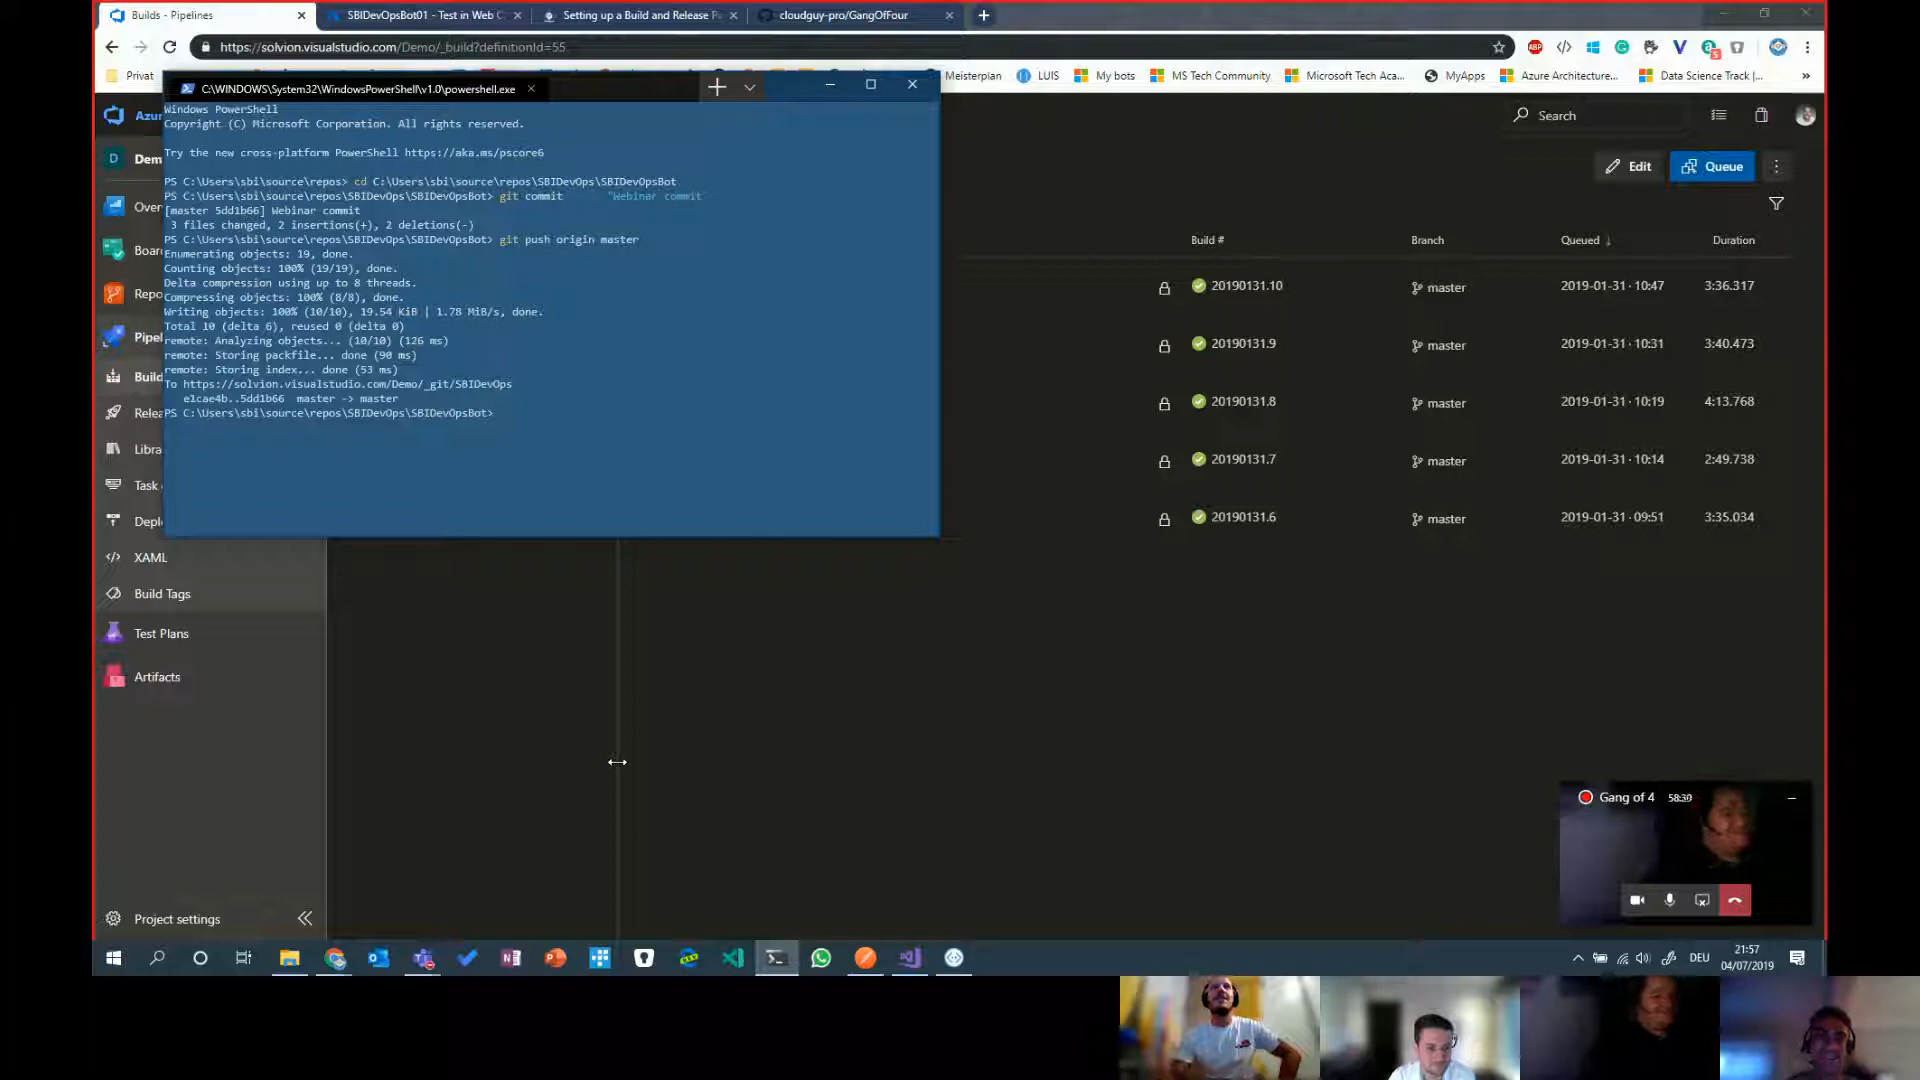 Builds - Pipelines
SBIDevOpsBot01 - Test in Web C
Setting up a Build and Release P
cloudguy-pro/GangOfFour
https://solvion.visualstudio.com/Demo/_build?definitionId=55
Privat
Meisterplan
LUIS
My bots
MS Tech Community
Microsoft Tech Aca...
MyApps
Azure Architecture...
Data Science Track |...
»
C:\WINDOWS\System32\WindowsPowerShell\v1.0\powershell.exe
Windows PowerShell
Copyright (C) Microsoft Corporation. All rights reserved.
Try the new cross-platform PowerShell https://aka.ms/pscore6
PS C:\Users\sbi\source\repos> cd C:\Users\sbi\source\repos\SBIDevOps\SBIDevOpsBot
PS C:\Users\sbi\source\repos\SBIDevOps\SBIDevOpsBot> git commit "Webinar commit"
[master 5dd1b66] Webinar commit
3 files changed, 2 insertions(+), 2 deletions(-)
PS C:\Users\sbi\source\repos\SBIDevOps\SBIDevOpsBot> git push origin master
Enumerating objects: 19, done.
Counting objects: 100% (19/19), done.
Delta compression using up to 8 threads.
Compressing objects: 100% (8/8), done.
Writing objects: 100% (10/10), 19.54 KiB | 1.78 MiB/s, done.
Total 10 (delta 6), reused 0 (delta 0)
remote: Analyzing objects... (10/10) (126 ms)
remote: Storing packfile... done (90 ms)
remote: Storing index... done (53 ms)
To https://solvion.visualstudio.com/Demo/_git/SBIDevOps
e1cae4b..5dd1b66 master -> master
PS C:\Users\sbi\source\repos\SBIDevOps\SBIDevOpsBot>
Azu
D Dem
Over
Boar
Repo
Pipel
Build
Relea
Libra
Task
Deplo
XAML
Build Tags
Test Plans
Artifacts
Project settings
Search
Edit
Queue
Build # Branch Queued ↓ Duration
20190131.10 master 2019-01-31 · 10:47 3:36.317
20190131.9 master 2019-01-31 · 10:31 3:40.473
20190131.8 master 2019-01-31 · 10:19 4:13.768
20190131.7 master 2019-01-31 · 10:14 2:49.738
20190131.6 master 2019-01-31 · 09:51 3:35.034
Gang of 4 58:39
DEU
21:57
04/07/2019